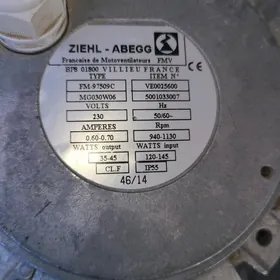 ZIEHL - ABEGG
Francaise de Motoventilateurs FMV
BP8 01800 VILLIEU FRANCE
TYPE ITEM N°
FM-97509C VE0025600
MG030W06 5001033007
VOLTS Hz
230 50/60~
AMPERES Rpm
0.60-0.70 940-1130
WATTS output WATTS input
35-45 120-145
CL.F IP55
46/14